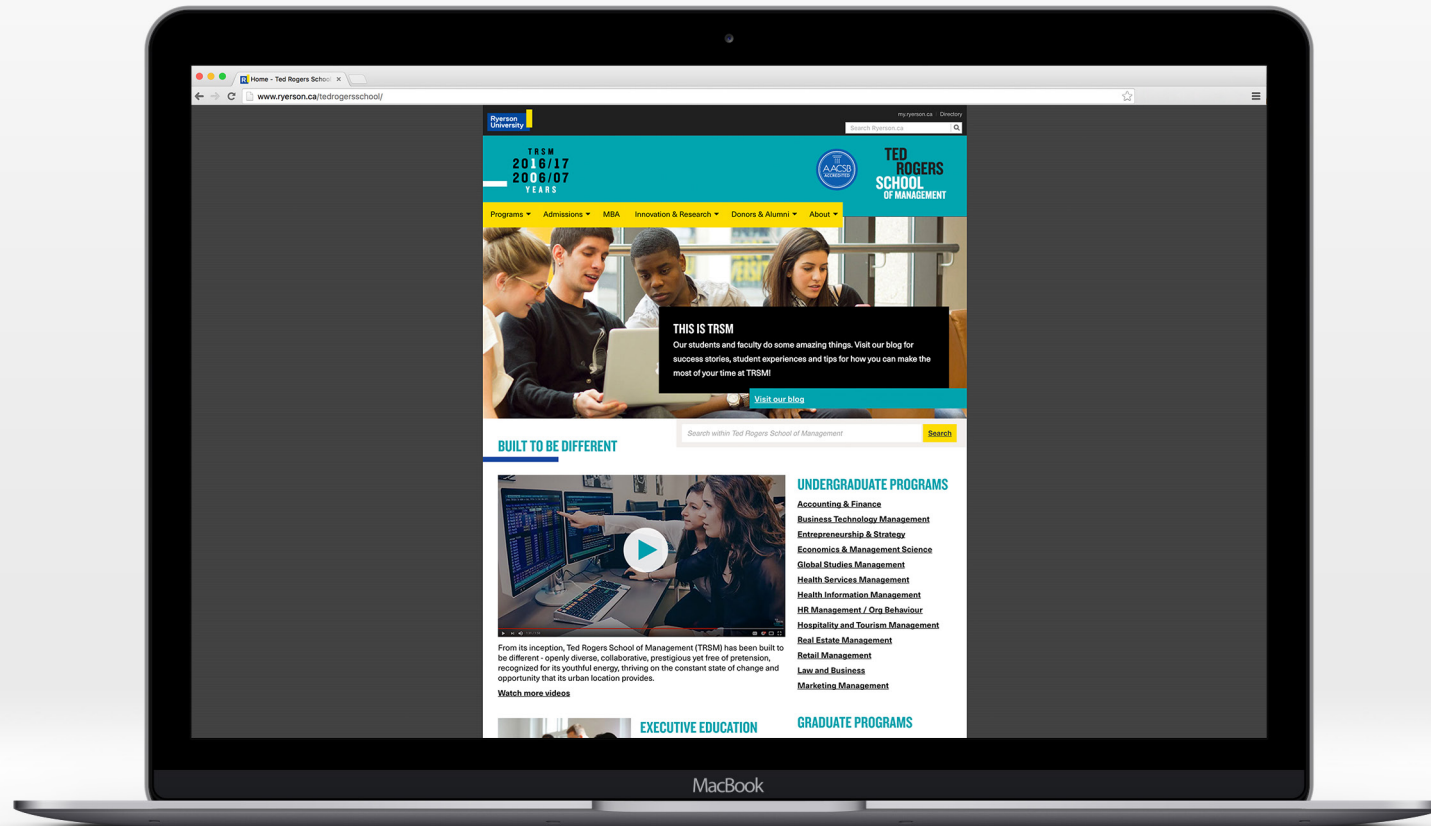 Home - Ted Rogers School
www.ryerson.ca/tedrogersschool/
Ryerson
University
my.ryerson.ca
Directory
Search Ryerson.ca
TRSM
2016/17
2006/07
YEARS
AACSB
ACCREDITED
TED
ROGERS
SCHOOL
OF MANAGEMENT
Programs
Admissions
MBA
Innovation & Research
Donors & Alumni
About
THIS IS TRSM
Our students and faculty do some amazing things. Visit our blog for
success stories, student experiences and tips for how you can make the
most of your time at TRSM!
Visit our blog
Search within Ted Rogers School of Management
Search
BUILT TO BE DIFFERENT
From its inception, Ted Rogers School of Management (TRSM) has been built to
be different - openly diverse, collaborative, prestigious yet free of pretension,
recognized for its youthful energy, thriving on the constant state of change and
opportunity that its urban location provides.
Watch more videos
EXECUTIVE EDUCATION
UNDERGRADUATE PROGRAMS
Accounting & Finance
Business Technology Management
Entrepreneurship & Strategy
Economics & Management Science
Global Studies Management
Health Services Management
Health Information Management
HR Management / Org Behaviour
Hospitality and Tourism Management
Real Estate Management
Retail Management
Law and Business
Marketing Management
GRADUATE PROGRAMS
MacBook